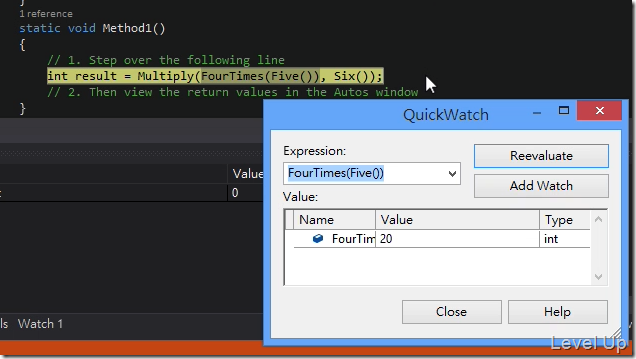 }
1 reference
static void Method1()
{
// 1. Step over the following line
int result = Multiply(FourTimes(Five()), Six());
// 2. Then view the return values in the Autos window
}
QuickWatch
Expression:
FourTimes(Five())
Reevaluate
Add Watch
Value:
Name Value Type
FourTim 20 int
Close Help
Value
0
ls Watch 1
Level Up